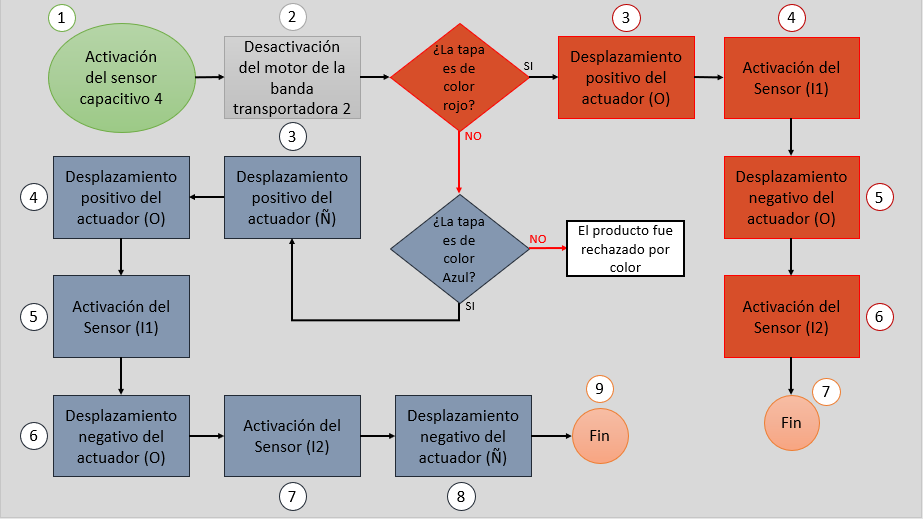 1
Activación
del sensor
capacitivo 4
2
Desactivación
del motor de la
banda
transportadora 2
¿La tapa
es de
color
rojo?
SI
NO
3
Desplazamiento
positivo del
actuador (O)
4
Activación del
Sensor (I1)
5
Desplazamiento
negativo del
actuador (O)
6
Activación del
Sensor (I2)
7
Fin
¿La tapa
es de
color
Azul?
NO
El producto fue
rechazado por
color
SI
3
Desplazamiento
positivo del
actuador (Ñ)
4
Desplazamiento
positivo del
actuador (O)
5
Activación del
Sensor (I1)
6
Desplazamiento
negativo del
actuador (O)
Activación del
Sensor (I2)
7
Desplazamiento
negativo del
actuador (Ñ)
8
9
Fin